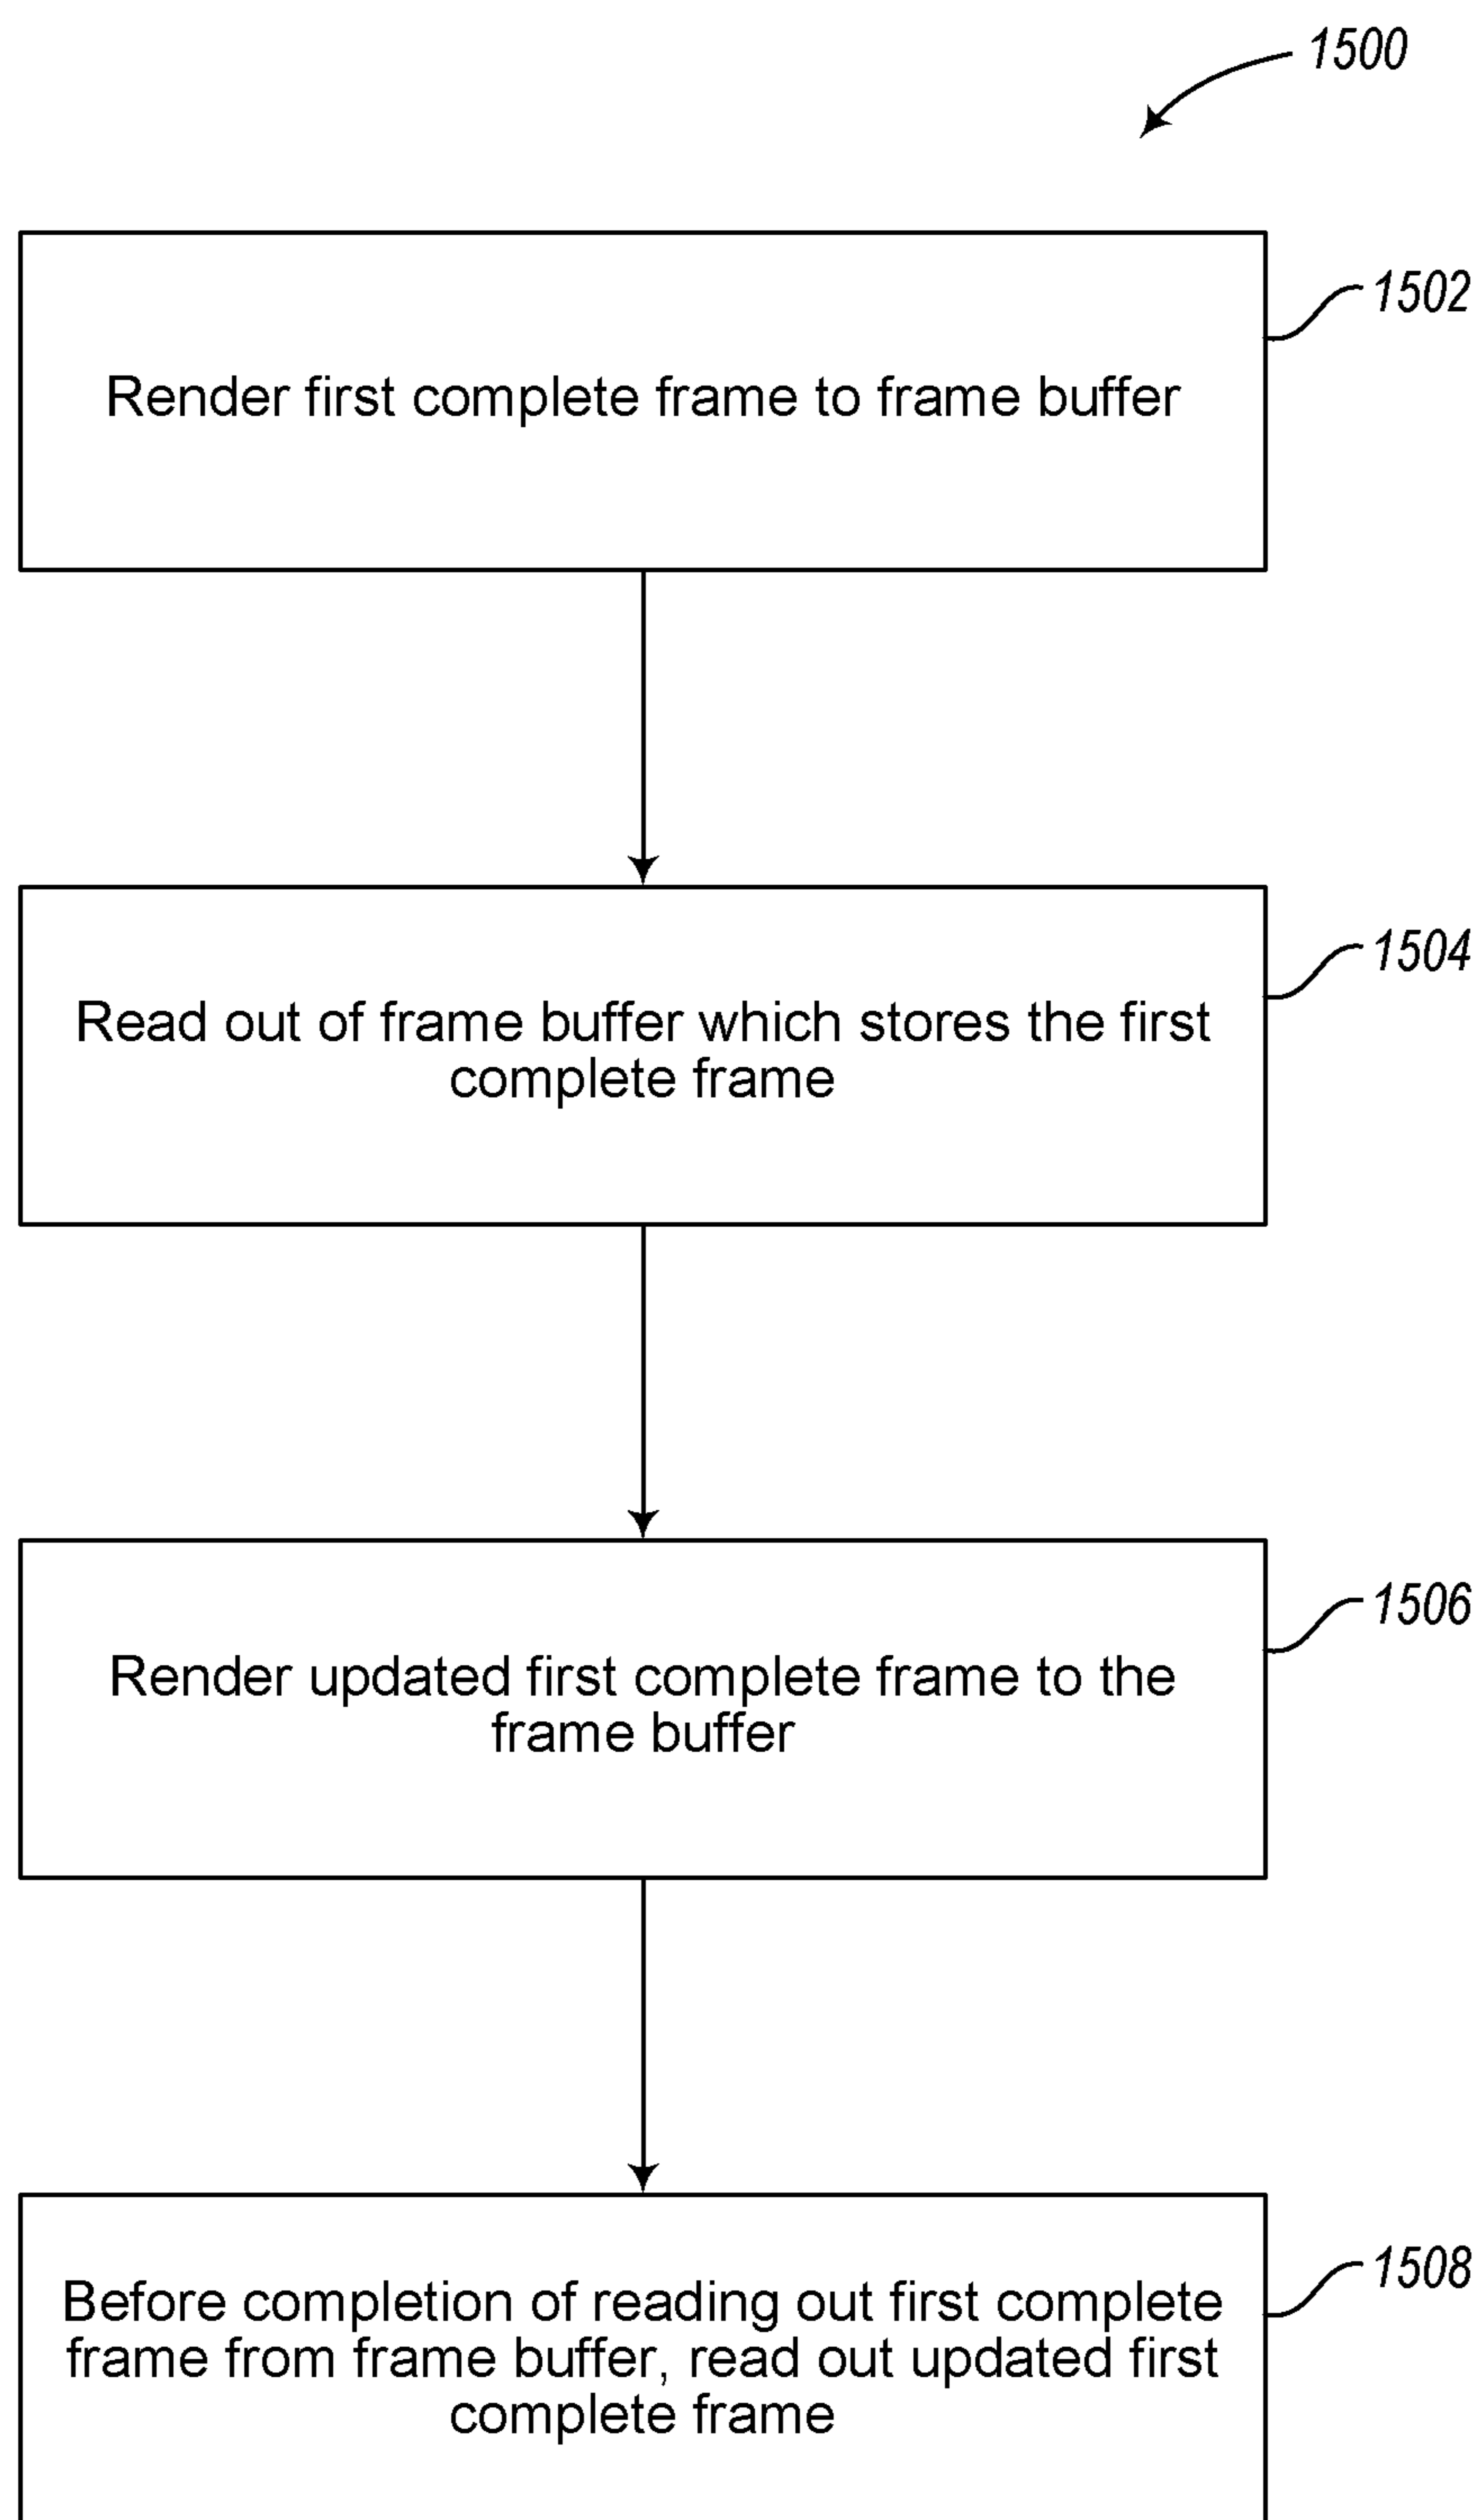 1500
1502
Render first complete frame to frame buffer
1504
Read out of frame buffer which stores the first
complete frame
1506
Render updated first complete frame to the
frame buffer
1508
Before completion of reading out first complete
frame from frame buffer, read out updated first
complete frame